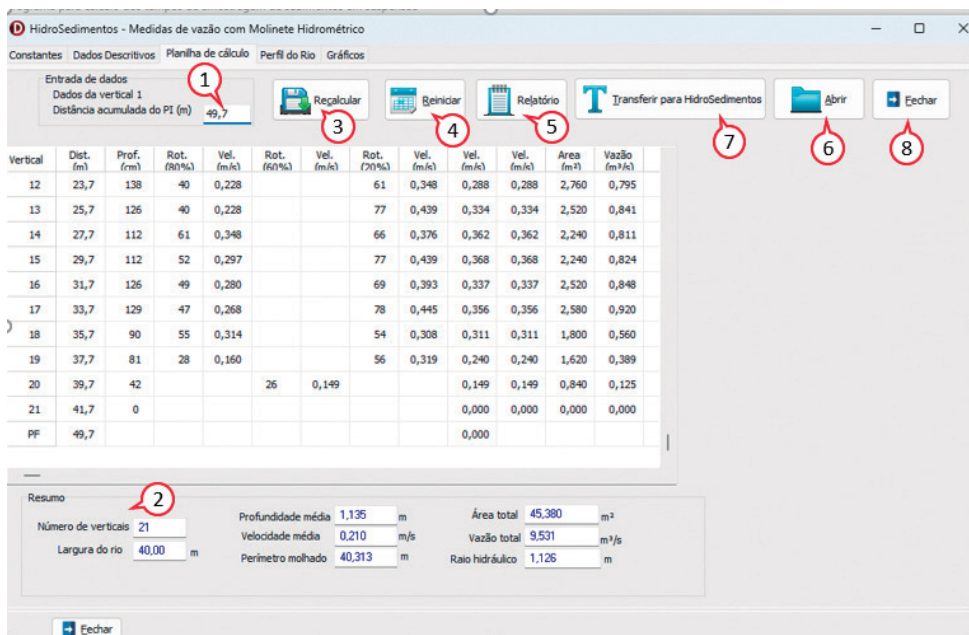 HidroSedimentos - Medidas de vazão com Molinete Hidrométrico
Constantes Dados Descritivos Planilha de cálculo Perfil do Rio Gráficos
Entrada de dados
Dados da vertical 1
Distância acumulada do PI (m) 49,7
1
Recalcular
3
Reiniciar
4
Relatório
5
Transferir para HidroSedimentos
7
Abrir
6
Fechar
8
Vertical Dist. (m) Prof. (cm) Rot. (80%) Vel. (m/s) Rot. (60%) Vel. (m/s) Rot. (20%) Vel. (m/s) Vel. (m/s) Vel. (m/s) Area (m²) Vazão (m³/s)
12 23,7 138 40 0,228 61 0,348 0,288 0,288 2,760 0,795
13 25,7 126 40 0,228 77 0,439 0,334 0,334 2,520 0,841
14 27,7 112 61 0,348 66 0,376 0,362 0,362 2,240 0,811
15 29,7 112 52 0,297 77 0,439 0,368 0,368 2,240 0,824
16 31,7 126 49 0,280 69 0,393 0,337 0,337 2,520 0,848
17 33,7 129 47 0,268 78 0,445 0,356 0,356 2,580 0,920
18 35,7 90 55 0,314 54 0,308 0,311 0,311 1,800 0,560
19 37,7 81 28 0,160 56 0,319 0,240 0,240 1,620 0,389
20 39,7 42 26 0,149 0,149 0,149 0,840 0,125
21 41,7 0 0,000 0,000 0,000 0,000
PF 49,7 0,000
Resumo
2
Número de verticais 21
Largura do rio 40,00 m
Profundidade média 1,135 m
Velocidade média 0,210 m/s
Perímetro molhado 40,313 m
Área total 45,380 m²
Vazão total 9,531 m³/s
Raio hidráulico 1,126 m
Fechar